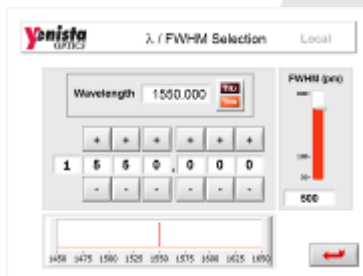 Yenista
OPTICS
λ / FWHM Selection
Local
Wavelength 1550.000
THz
FWHM (pm)
+ + + + + +
1 5 5 0 , 0 0 0
- - - - - -
100-
500
1450 1475 1500 1525 1550 1575 1600 1625 1650